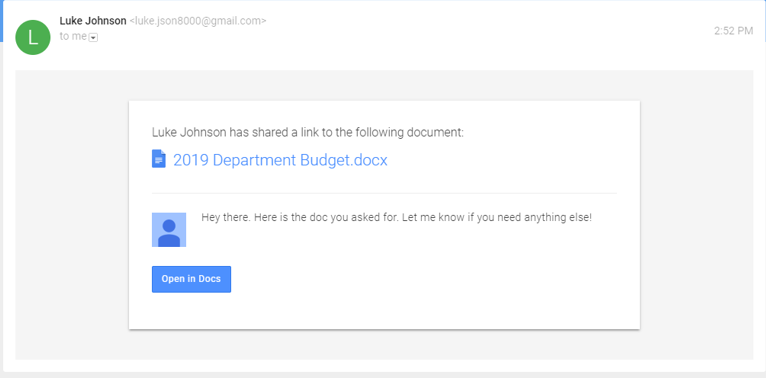 L
Luke Johnson <luke.json8000@gmail.com>
2:52 PM
to me
Luke Johnson has shared a link to the following document:
2019 Department Budget.docx
Hey there. Here is the doc you asked for. Let me know if you need anything else!
Open in Docs